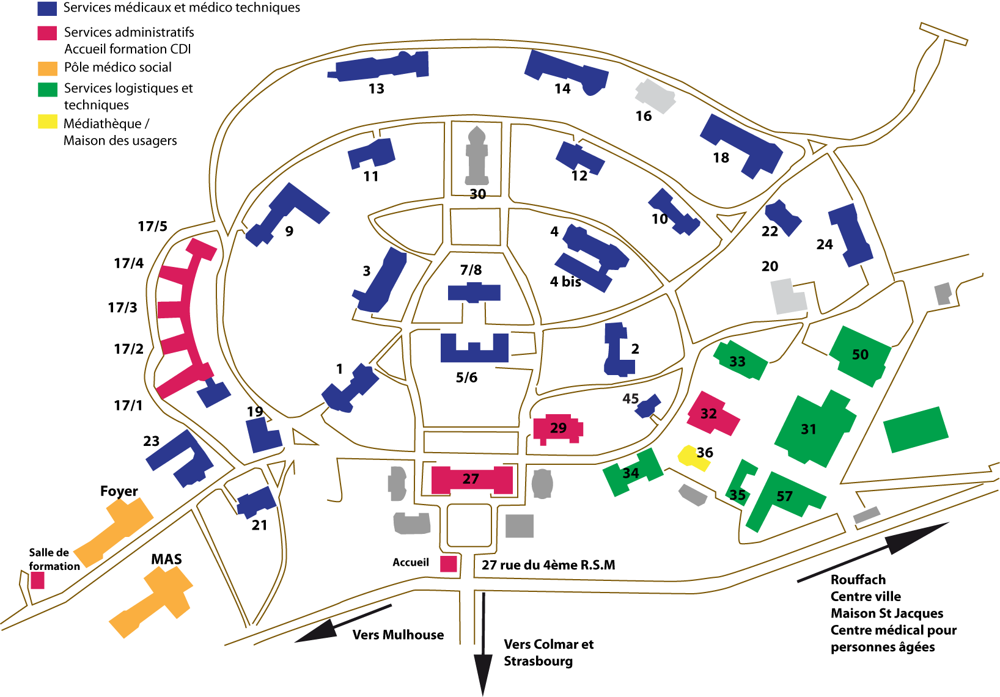 Services médicaux et médico techniques
Services administratifs
Accueil formation CDI
Pôle médico social
Services logistiques et
techniques
Médiathèque /
Maison des usagers
13
14
16
18
11
12
30
10
9
17/5
17/4
17/3
17/2
17/1
3
7/8
4
4 bis
22
24
20
5/6
2
1
33
50
45
19
29
32
31
23
36
34
27
35
57
Foyer
21
Salle de
formation
MAS
Accueil
27 rue du 4ème R.S.M
Vers Mulhouse
Vers Colmar et
Strasbourg
Rouffach
Centre ville
Maison St Jacques
Centre médical pour
personnes âgées